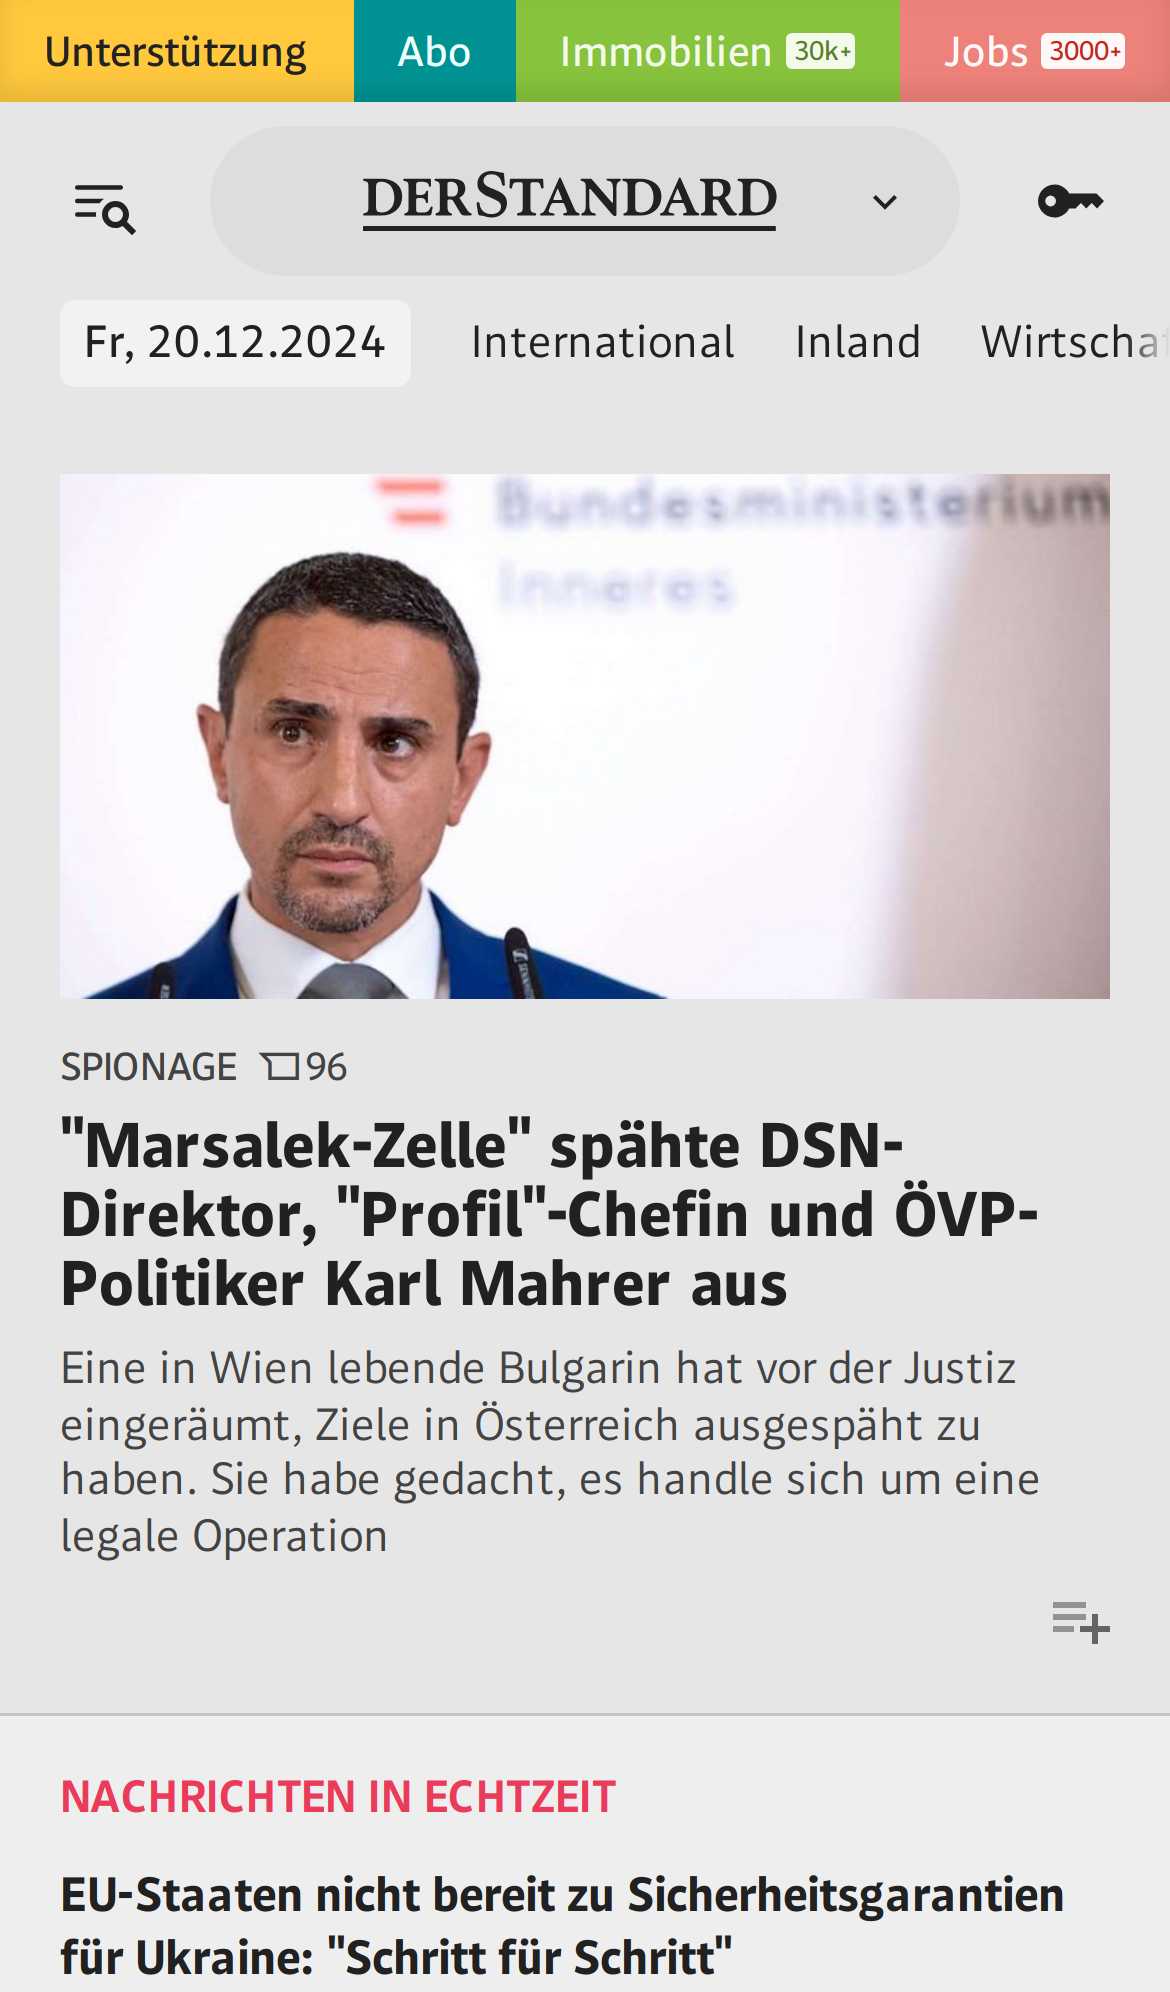 Unterstützung
Abo
Immobilien 30k+
Jobs 3000+
DERSTANDARD
Fr, 20.12.2024
International
Inland
Wirtscha
Bundesministerium
Inneres
SPIONAGE 96
"Marsalek-Zelle" spähte DSN-
Direktor, "Profil"-Chefin und ÖVP-
Politiker Karl Mahrer aus
Eine in Wien lebende Bulgarin hat vor der Justiz
eingeräumt, Ziele in Österreich ausgespäht zu
haben. Sie habe gedacht, es handle sich um eine
legale Operation
NACHRICHTEN IN ECHTZEIT
EU-Staaten nicht bereit zu Sicherheitsgarantien
für Ukraine: "Schritt für Schritt"